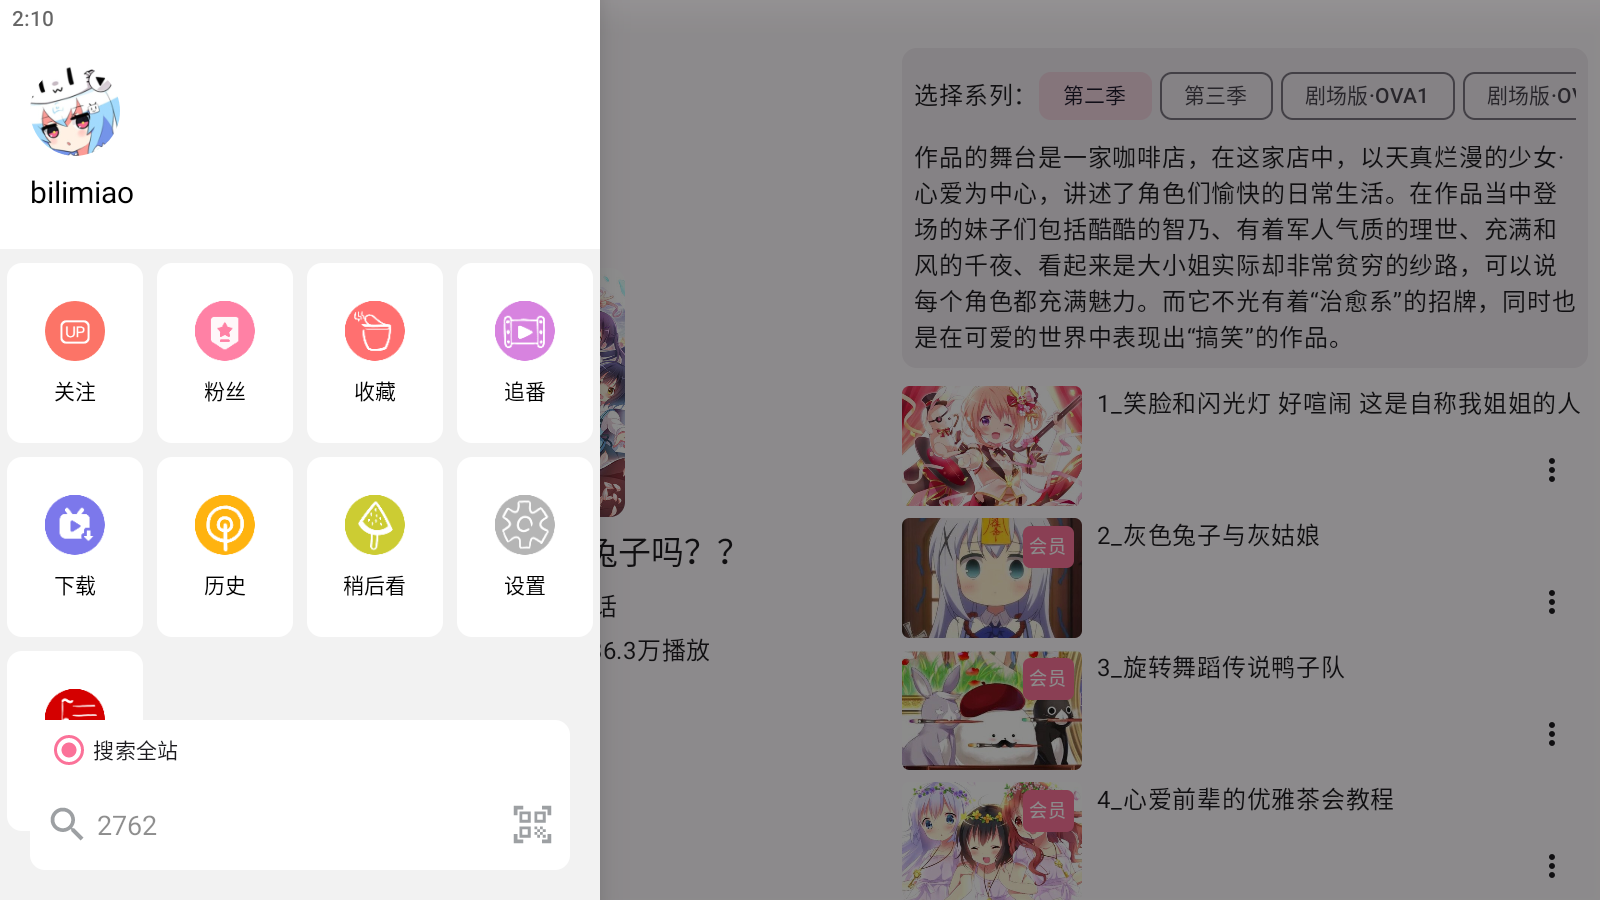 2:10
bilimiao
UP
关注
粉丝
收藏
追番
下载
历史
稍后看
设置
搜索全站
2762
兔子吗？？
话
6.3万播放
选择系列：
第二季
第三季
剧场版·OVA1
剧场版·OV
作品的舞台是一家咖啡店，在这家店中，以天真烂漫的少女·
心爱为中心，讲述了角色们愉快的日常生活。在作品当中登
场的妹子们包括酷酷的智乃、有着军人气质的理世、充满和
风的千夜、看起来是大小姐实际却非常贫穷的纱路，可以说
每个角色都充满魅力。而它不光有着“治愈系”的招牌，同时也
是在可爱的世界中表现出“搞笑”的作品。
1_笑脸和闪光灯 好喧闹 这是自称我姐姐的人
会员
2_灰色兔子与灰姑娘
会员
3_旋转舞蹈传说鸭子队
会员
4_心爱前辈的优雅茶会教程